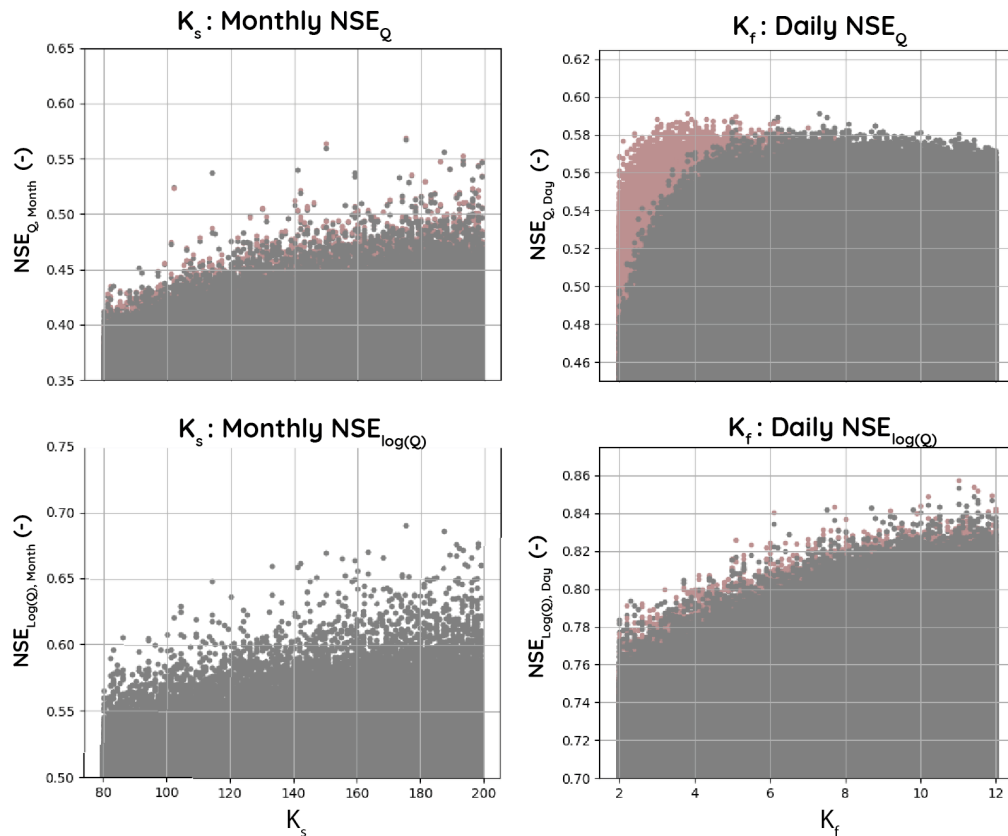 K_s : Monthly NSE_Q
NSE_Q, Month (-)
0.65
0.60
0.55
0.50
0.45
0.40
0.35
K_f : Daily NSE_Q
NSE_Q, Day (-)
0.62
0.60
0.58
0.56
0.54
0.52
0.50
0.48
0.46
K_s : Monthly NSE_log(Q)
NSE_Log(Q), Month (-)
0.75
0.70
0.65
0.60
0.55
0.50
80 100 120 140 160 180 200
K_s
K_f : Daily NSE_log(Q)
NSE_Log(Q), Day (-)
0.86
0.84
0.82
0.80
0.78
0.76
0.74
0.72
0.70
2 4 6 8 10 12
K_f